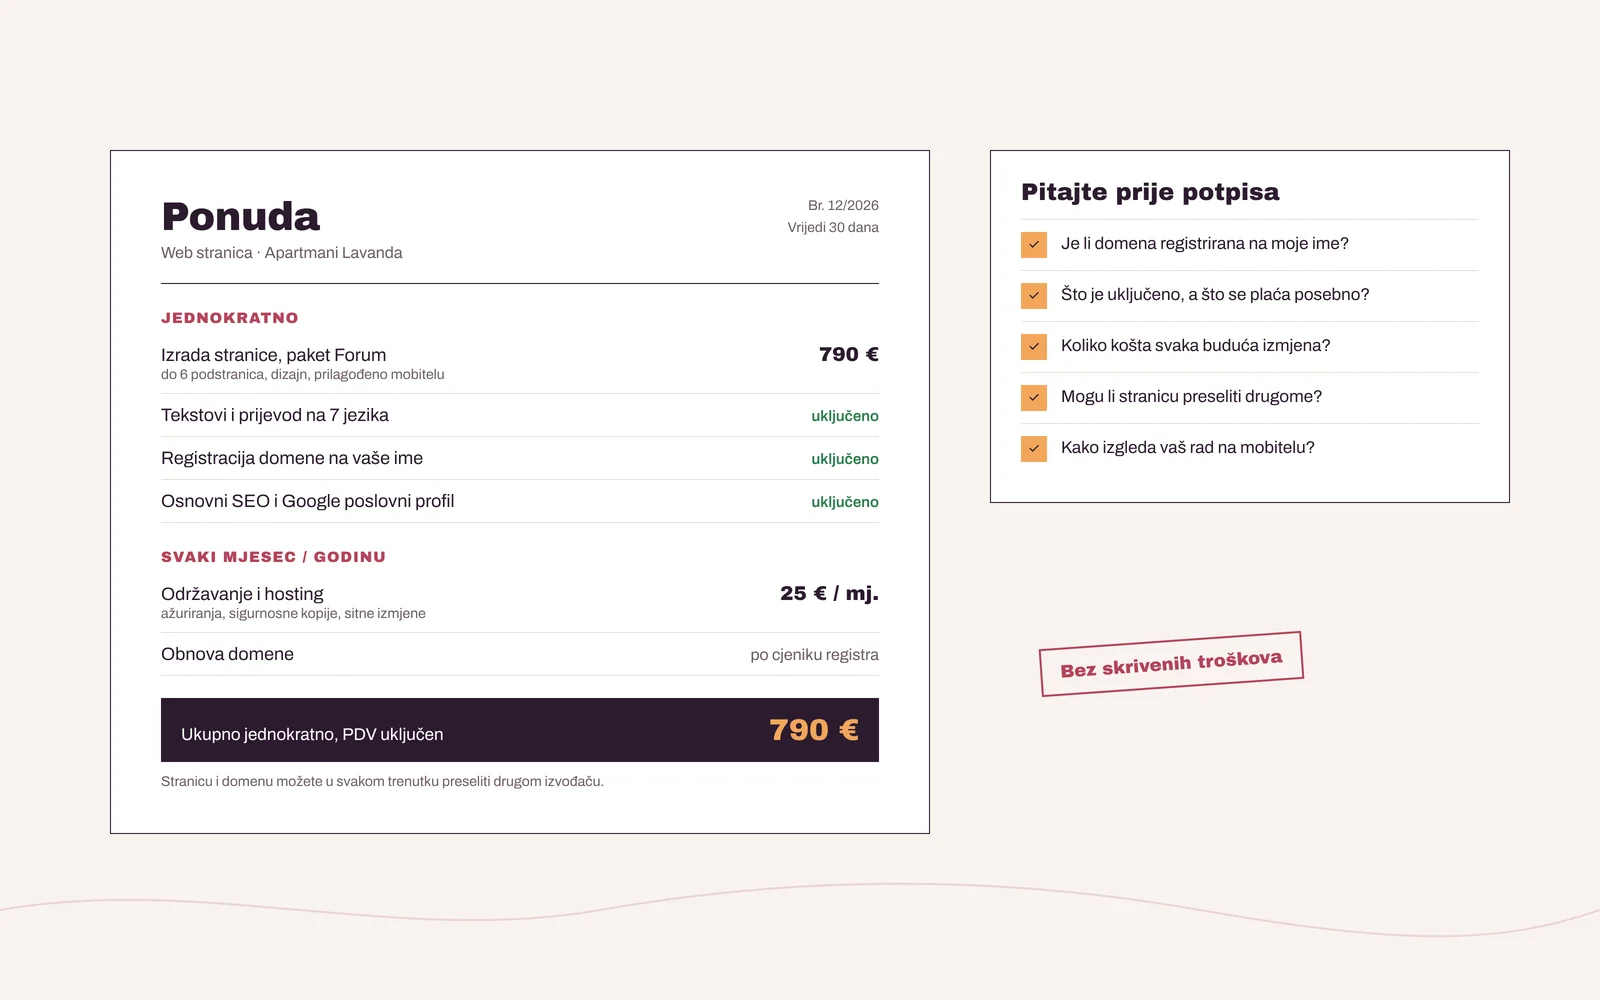 Ponuda
Web stranica · Apartmani Lavanda
Br. 12/2026
Vrijedi 30 dana
JEDNOKRATNO
Izrada stranice, paket Forum 790 €
do 6 podstranica, dizajn, prilagođeno mobitelu
Tekstovi i prijevod na 7 jezika uključeno
Registracija domene na vaše ime uključeno
Osnovni SEO i Google poslovni profil uključeno
SVAKI MJESEC / GODINU
Održavanje i hosting 25 € / mj.
ažuriranja, sigurnosne kopije, sitne izmjene
Obnova domene po cjeniku registra
Ukupno jednokratno, PDV uključen 790 €
Stranicu i domenu možete u svakom trenutku preseliti drugom izvođaču.
Pitajte prije potpisa
Je li domena registrirana na moje ime?
Što je uključeno, a što se plaća posebno?
Koliko košta svaka buduća izmjena?
Mogu li stranicu preseliti drugome?
Kako izgleda vaš rad na mobitelu?
Bez skrivenih troškova